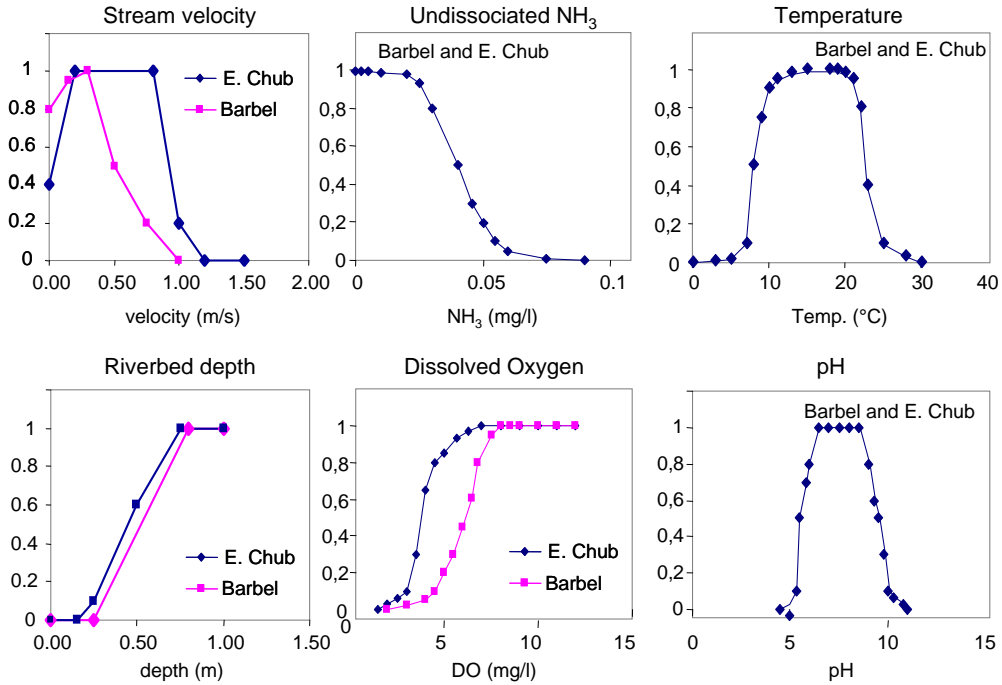 Stream velocity
1
0.8
0.6
0.4
0.2
0
0.00
0.50
1.00
1.50
2.00
velocity (m/s)
E. Chub
Barbel
Undissociated NH₃
Barbel and E. Chub
1
0,8
0,6
0,4
0,2
0
0
0.05
0.1
NH₃ (mg/l)
Temperature
Barbel and E. Chub
1
0,8
0,6
0,4
0,2
0
0
10
20
30
40
Temp. (°C)
Riverbed depth
1
0.8
0.6
0.4
0.2
0
0.00
0.50
1.00
1.50
depth (m)
E. Chub
Barbel
Dissolved Oxygen
1
0,8
0,6
0,4
0,2
0
0
5
10
15
DO (mg/l)
E. Chub
Barbel
pH
Barbel and E. Chub
1
0,8
0,6
0,4
0,2
0
0
5
10
15
pH